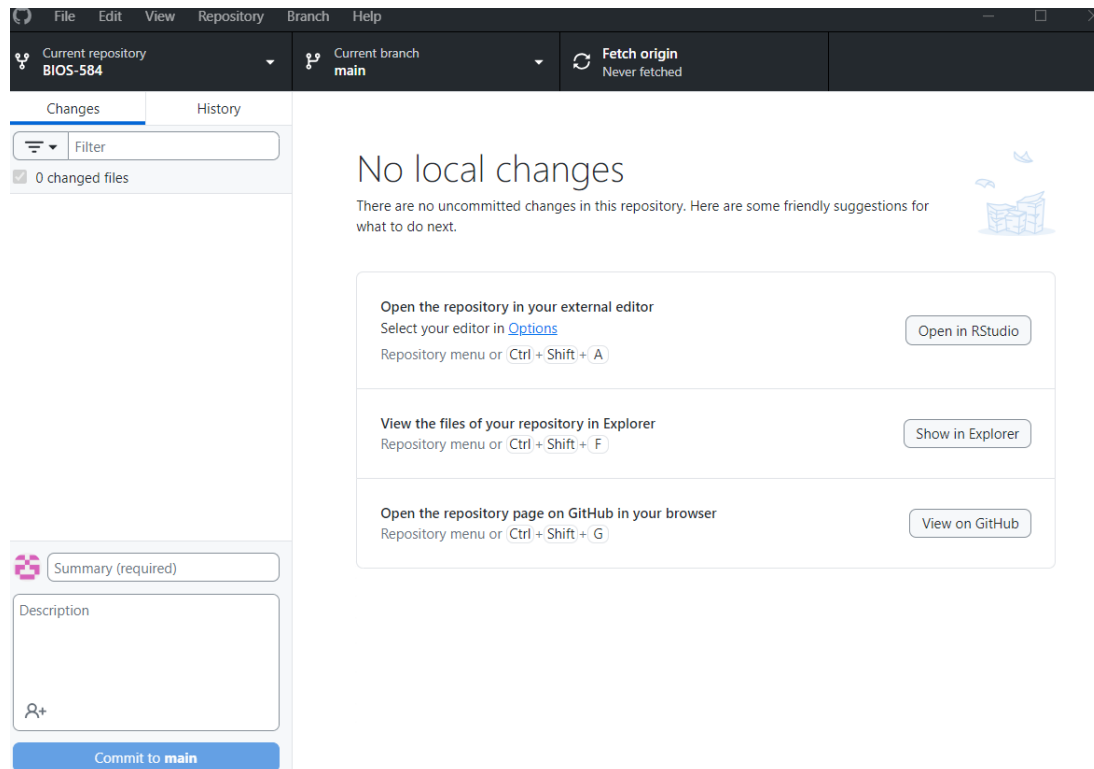 File Edit View Repository Branch Help
Current repository
BIOS-584
Current branch
main
Fetch origin
Never fetched
Changes History
Filter
0 changed files
No local changes
There are no uncommitted changes in this repository. Here are some friendly suggestions for
what to do next.
Open the repository in your external editor
Select your editor in Options
Repository menu or Ctrl + Shift + A
Open in RStudio
View the files of your repository in Explorer
Repository menu or Ctrl + Shift + F
Show in Explorer
Open the repository page on GitHub in your browser
Repository menu or Ctrl + Shift + G
View on GitHub
Summary (required)
Description
Commit to main